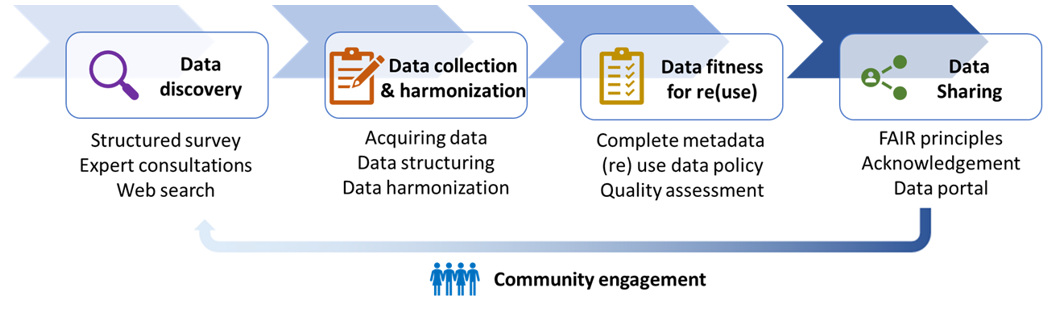 Data
discovery
Structured survey
Expert consultations
Web search
Data collection
& harmonization
Acquiring data
Data structuring
Data harmonization
Data fitness
for re(use)
Complete metadata
(re) use data policy
Quality assessment
Data
Sharing
FAIR principles
Acknowledgement
Data portal
Community engagement